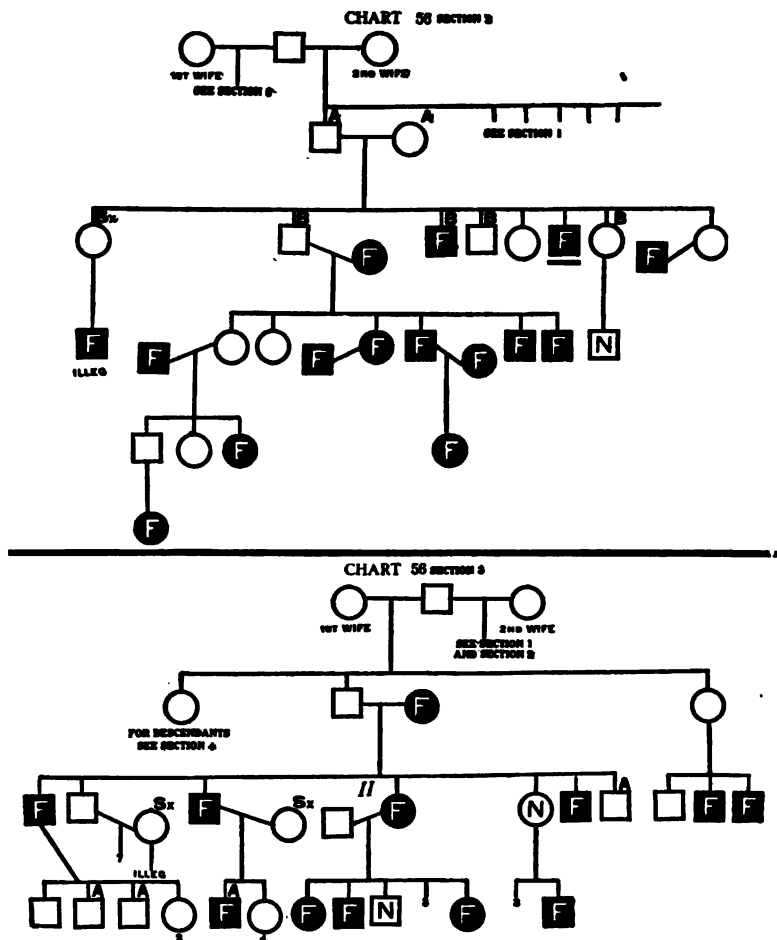 CHART 56 SECTION 2
1ST WIFE 2ND WIFE
SEE SECTION
A A
SEE SECTION 1
Sx B B B B
F F F
F
F F F F F F N
ILLEG F
F F
F
CHART 56 SECTION 3
1ST WIFE 2ND WIFE
SEE SECTION 1
AND SECTION 2
F
FOR DESCENDANTS
SEE SECTION 4
II A
F Sx F Sx F N F F F
ILLEG
A A A
F F F N F F